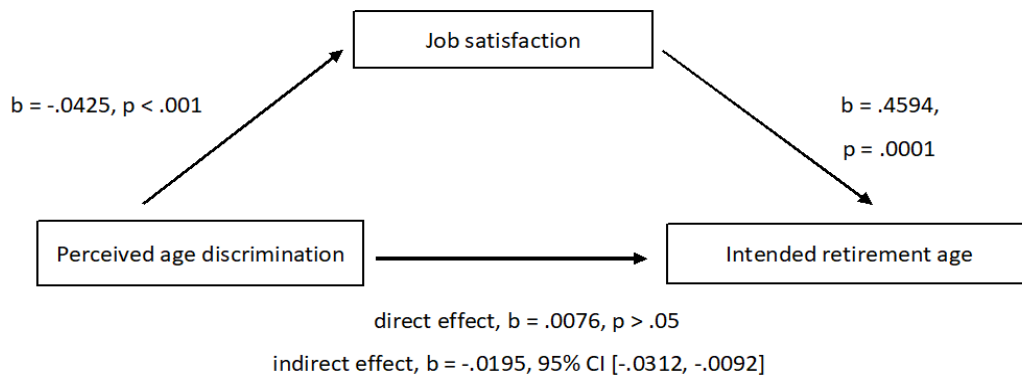 Job satisfaction
b = -.0425, p < .001
b = .4594,
p = .0001
Perceived age discrimination
Intended retirement age
direct effect, b = .0076, p > .05
indirect effect, b = -.0195, 95% CI [-.0312, -.0092]